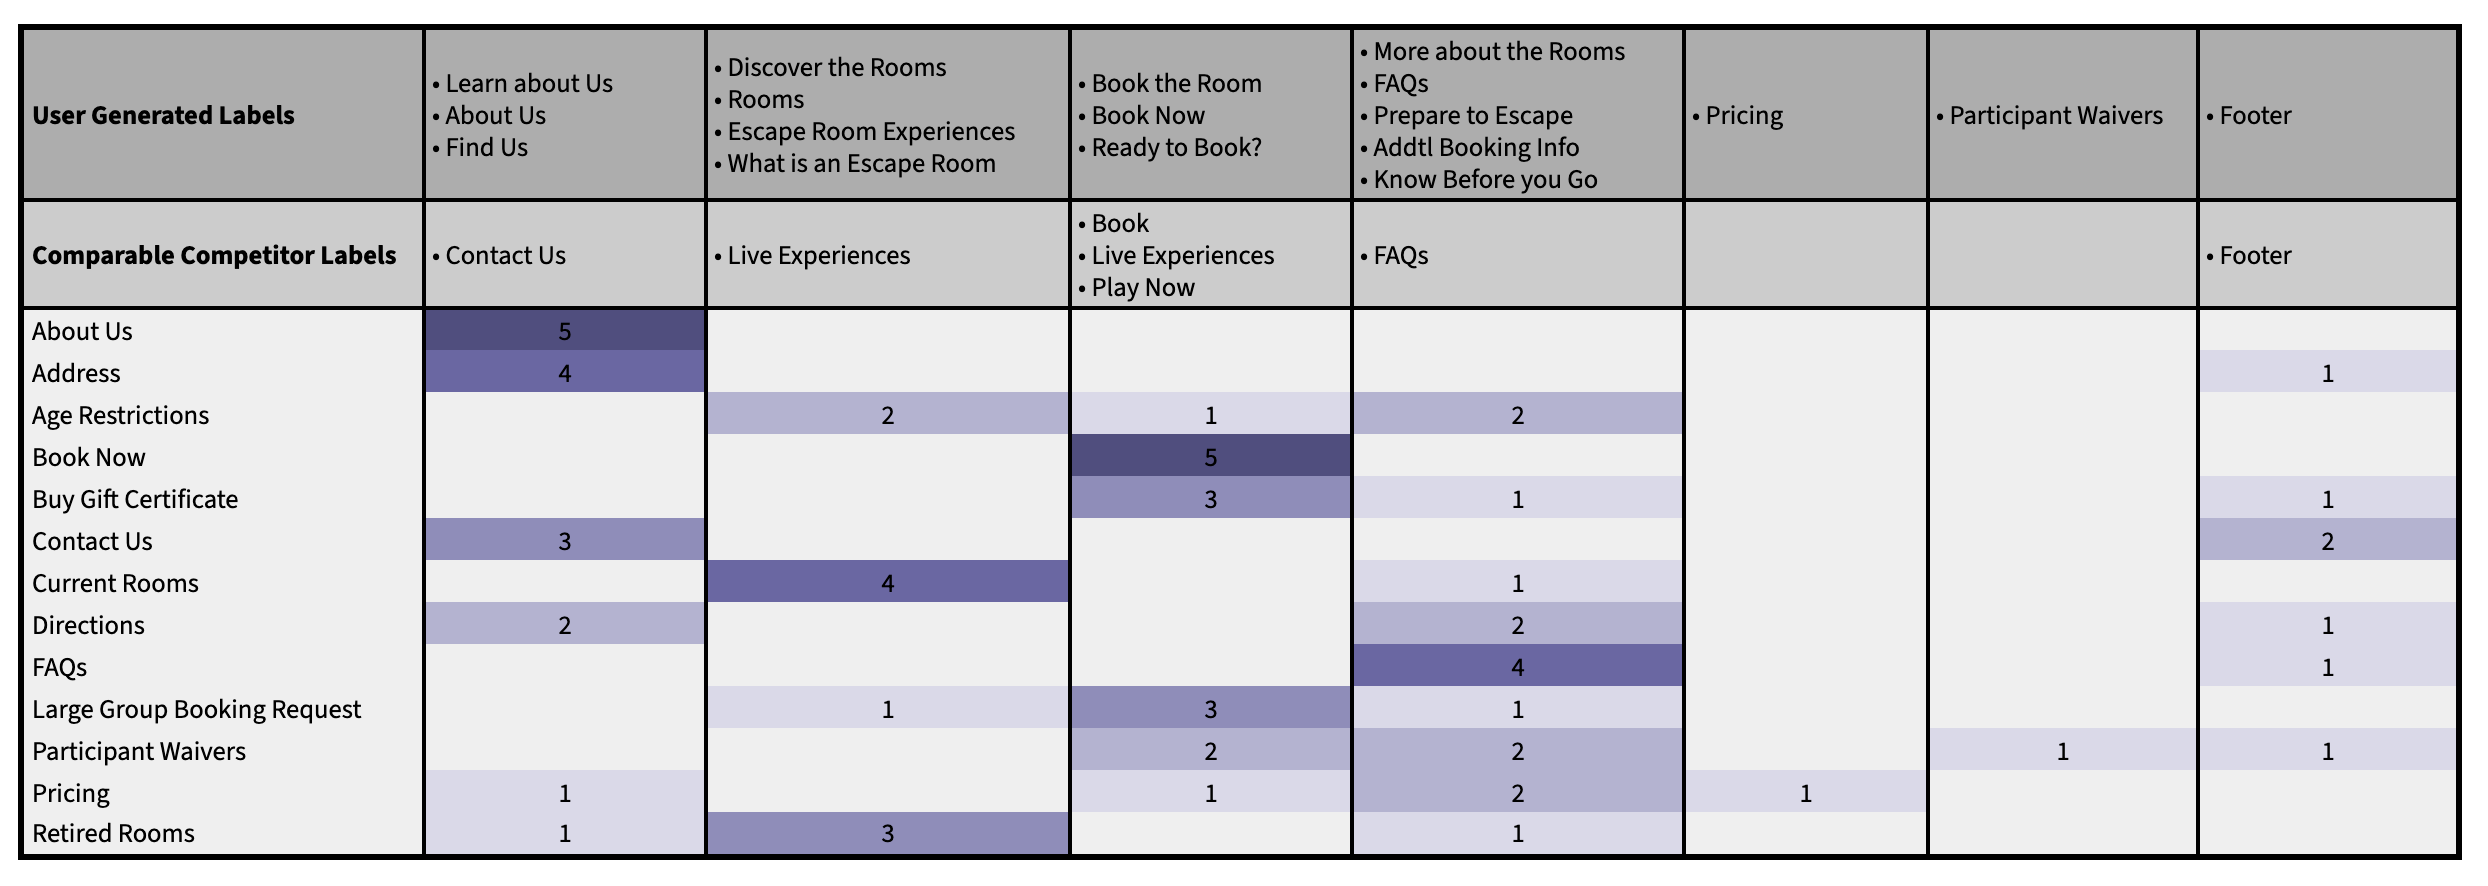 User Generated Labels
• Learn about Us
• About Us
• Find Us
• Discover the Rooms
• Rooms
• Escape Room Experiences
• What is an Escape Room
• Book the Room
• Book Now
• Ready to Book?
• More about the Rooms
• FAQs
• Prepare to Escape
• Addtl Booking Info
• Know Before you Go
• Pricing
• Participant Waivers
• Footer
Comparable Competitor Labels
• Contact Us
• Live Experiences
• Book
• Live Experiences
• Play Now
• FAQs
• Footer
About Us 5
Address 4 1
Age Restrictions 2 1 2
Book Now 5
Buy Gift Certificate 3 1 1
Contact Us 3 2
Current Rooms 4 1
Directions 2 2 1
FAQs 4 1
Large Group Booking Request 1 3 1
Participant Waivers 2 2 1 1
Pricing 1 1 2 1
Retired Rooms 1 3 1